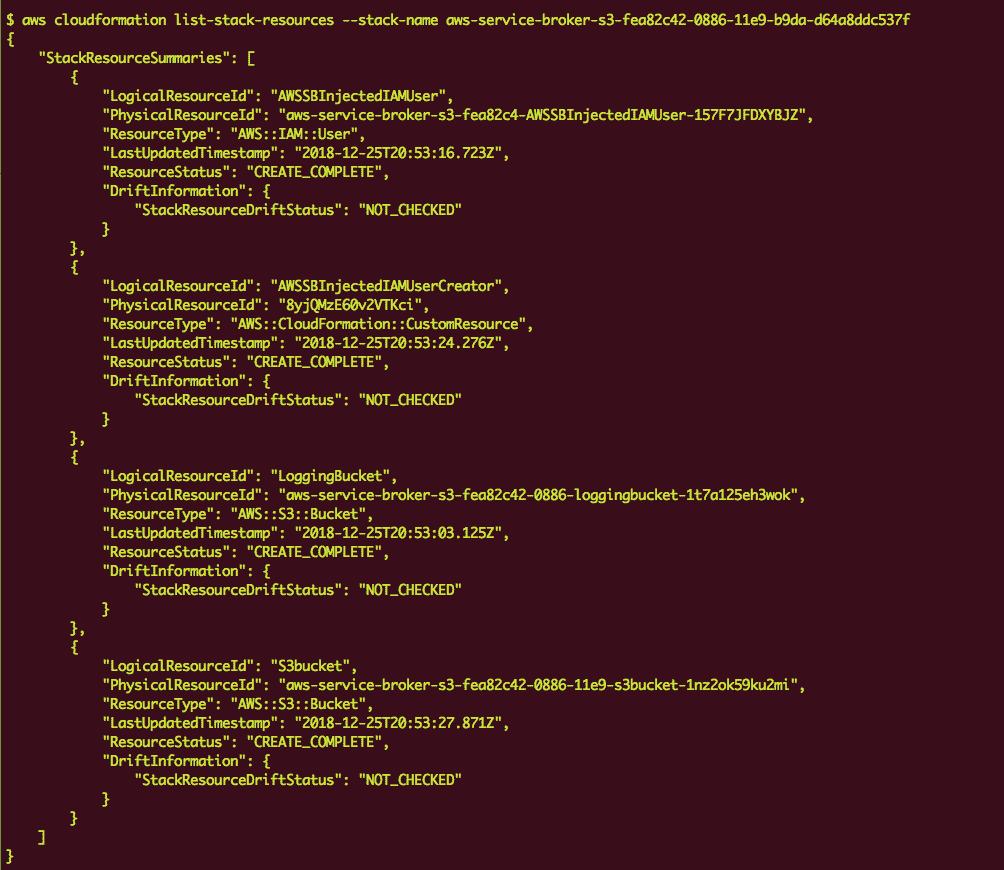 $ aws cloudformation list-stack-resources --stack-name aws-service-broker-s3-fea82c42-0886-11e9-b9da-d64a8ddc537f
{
    "StackResourceSummaries": [
        {
            "LogicalResourceId": "AWSSBInjectedIAMUser",
            "PhysicalResourceId": "aws-service-broker-s3-fea82c4-AWSSBInjectedIAMUser-157F7JFDXYBJZ",
            "ResourceType": "AWS::IAM::User",
            "LastUpdatedTimestamp": "2018-12-25T20:53:16.723Z",
            "ResourceStatus": "CREATE_COMPLETE",
            "DriftInformation": {
                "StackResourceDriftStatus": "NOT_CHECKED"
            }
        },
        {
            "LogicalResourceId": "AWSSBInjectedIAMUserCreator",
            "PhysicalResourceId": "8yjQMzE60v2VTKci",
            "ResourceType": "AWS::CloudFormation::CustomResource",
            "LastUpdatedTimestamp": "2018-12-25T20:53:24.276Z",
            "ResourceStatus": "CREATE_COMPLETE",
            "DriftInformation": {
                "StackResourceDriftStatus": "NOT_CHECKED"
            }
        },
        {
            "LogicalResourceId": "LoggingBucket",
            "PhysicalResourceId": "aws-service-broker-s3-fea82c42-0886-loggingbucket-1t7a125eh3wok",
            "ResourceType": "AWS::S3::Bucket",
            "LastUpdatedTimestamp": "2018-12-25T20:53:03.125Z",
            "ResourceStatus": "CREATE_COMPLETE",
            "DriftInformation": {
                "StackResourceDriftStatus": "NOT_CHECKED"
            }
        },
        {
            "LogicalResourceId": "S3bucket",
            "PhysicalResourceId": "aws-service-broker-s3-fea82c42-0886-11e9-s3bucket-1nz2ok59ku2mi",
            "ResourceType": "AWS::S3::Bucket",
            "LastUpdatedTimestamp": "2018-12-25T20:53:27.871Z",
            "ResourceStatus": "CREATE_COMPLETE",
            "DriftInformation": {
                "StackResourceDriftStatus": "NOT_CHECKED"
            }
        }
    ]
}